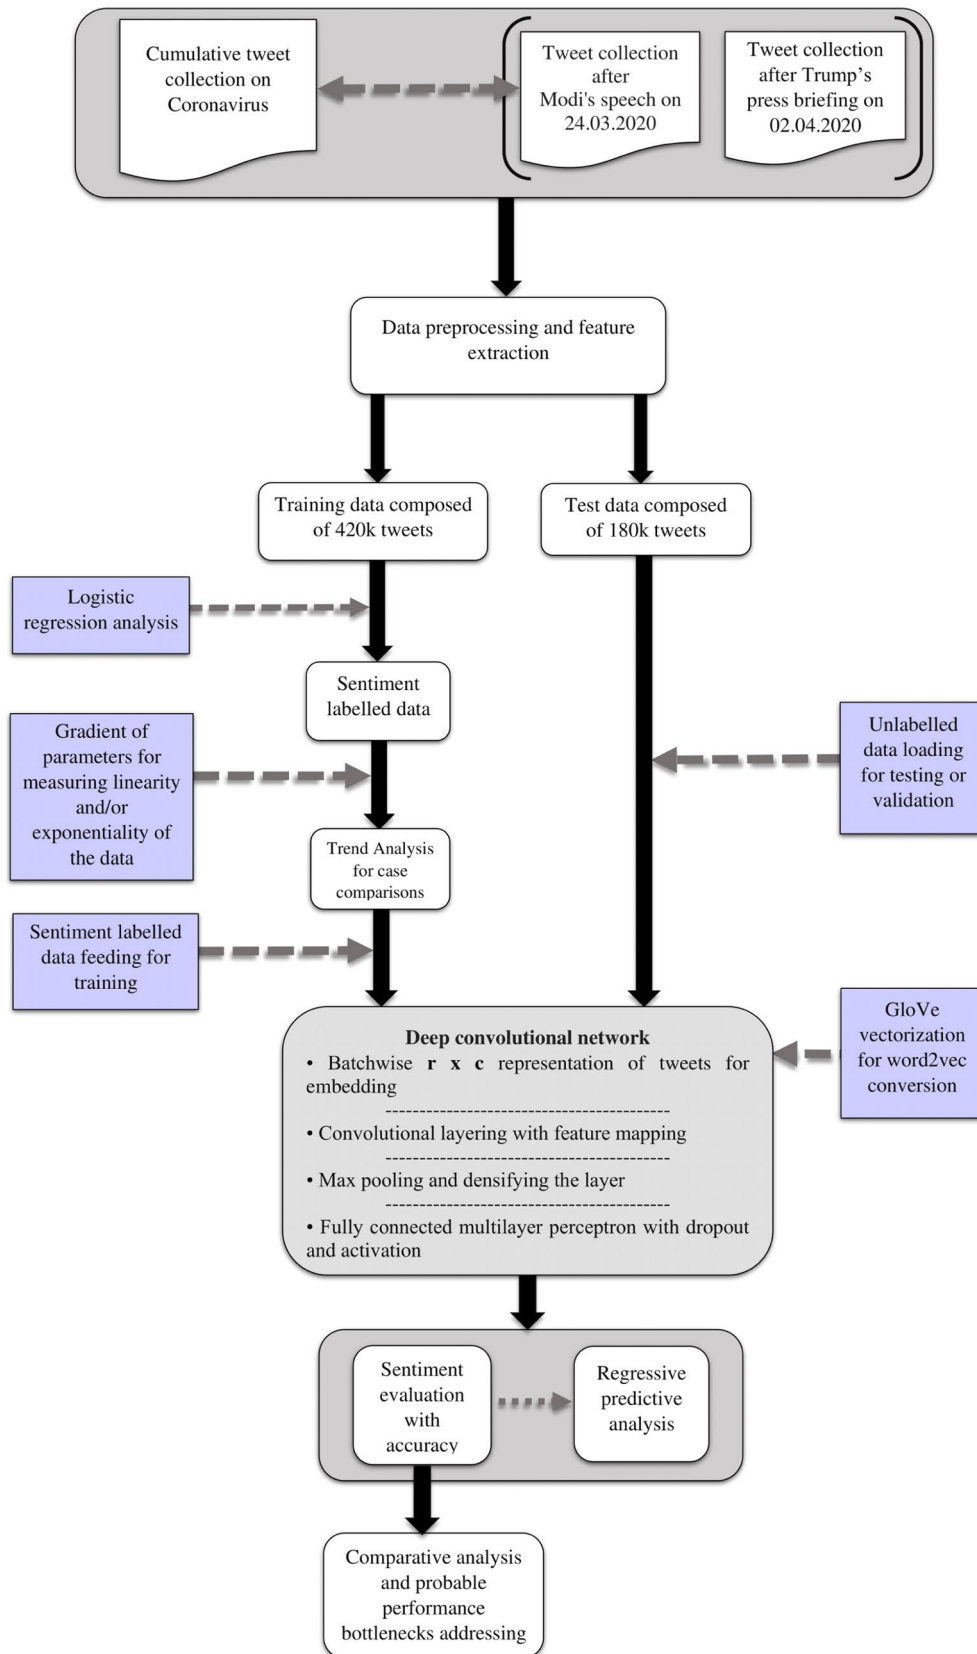 Cumulative tweet
collection on
Coronavirus
Tweet collection
after
Modi's speech on
24.03.2020
Tweet collection
after Trump's
press briefing on
02.04.2020
Data preprocessing and feature
extraction
Training data composed
of 420k tweets
Test data composed
of 180k tweets
Logistic
regression analysis
Sentiment
labelled data
Gradient of
parameters for
measuring linearity
and/or
exponentiality of
the data
Unlabelled
data loading
for testing or
validation
Trend Analysis
for case
comparisons
Sentiment labelled
data feeding for
training
Deep convolutional network
• Batchwise r x c representation of tweets for
embedding
----------------------------------------
• Convolutional layering with feature mapping
----------------------------------------
• Max pooling and densifying the layer
----------------------------------------
• Fully connected multilayer perceptron with dropout
and activation
GloVe
vectorization
for word2vec
conversion
Sentiment
evaluation
with
accuracy
Regressive
predictive
analysis
Comparative analysis
and probable
performance
bottlenecks addressing